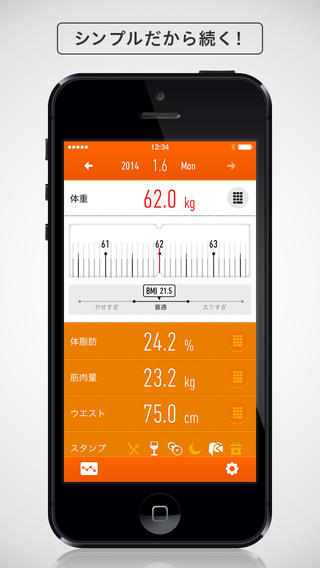 シンプルだから続く!
12:34
2014 1.6 Mon
体重 62.0 kg
61 62 63
BMI 21.5
やせすぎ 普通 太りすぎ
体脂肪 24.2 %
筋肉量 23.2 kg
ウエスト 75.0 cm
スタンプ